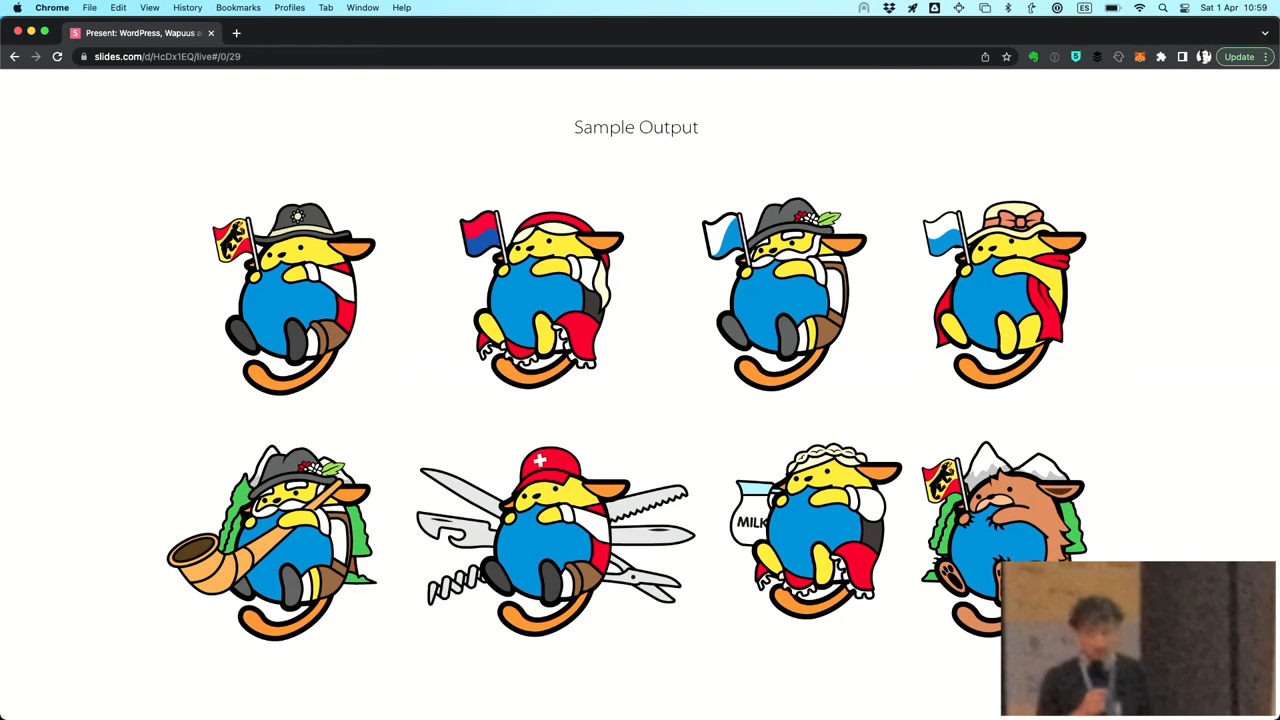 Chrome File Edit View History Bookmarks Profiles Tab Window Help
ES Sat 1 Apr 10:59
Present: WordPress, Wapuus a
slides.com/d/HcDx1EQ/live#/0/29
Update
Sample Output
MILK